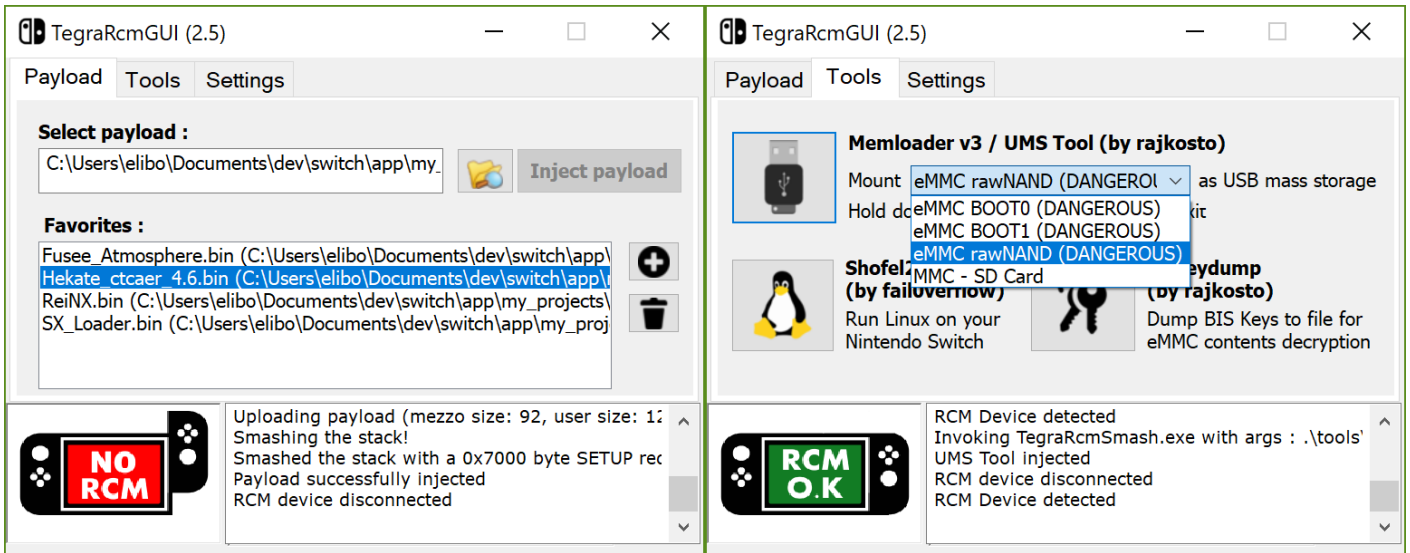 TegraRcmGUI (2.5)
Payload Tools Settings
Select payload :
C:\Users\elibo\Documents\dev\switch\app\my_
Inject payload
Favorites :
Fusee_Atmosphere.bin (C:\Users\elibo\Documents\dev\switch\app\
Hekate_ctcaer_4.6.bin (C:\Users\elibo\Documents\dev\switch\app\
ReiNX.bin (C:\Users\elibo\Documents\dev\switch\app\my_projects\
SX_Loader.bin (C:\Users\elibo\Documents\dev\switch\app\my_proj
NO
RCM
Uploading payload (mezzo size: 92, user size: 12
Smashing the stack!
Smashed the stack with a 0x7000 byte SETUP rec
Payload successfully injected
RCM device disconnected
TegraRcmGUI (2.5)
Payload Tools Settings
Memloader v3 / UMS Tool (by rajkosto)
Mount eMMC rawNAND (DANGEROU as USB mass storage
Hold
eMMC BOOT0 (DANGEROUS)
eMMC BOOT1 (DANGEROUS)
eMMC rawNAND (DANGEROUS)
MMC - SD Card
(by fail0verflow)
Run Linux on your
Nintendo Switch
(by rajkosto)
Dump BIS Keys to file for
eMMC contents decryption
RCM
O.K
RCM Device detected
Invoking TegraRcmSmash.exe with args : .\tools\
UMS Tool injected
RCM device disconnected
RCM Device detected